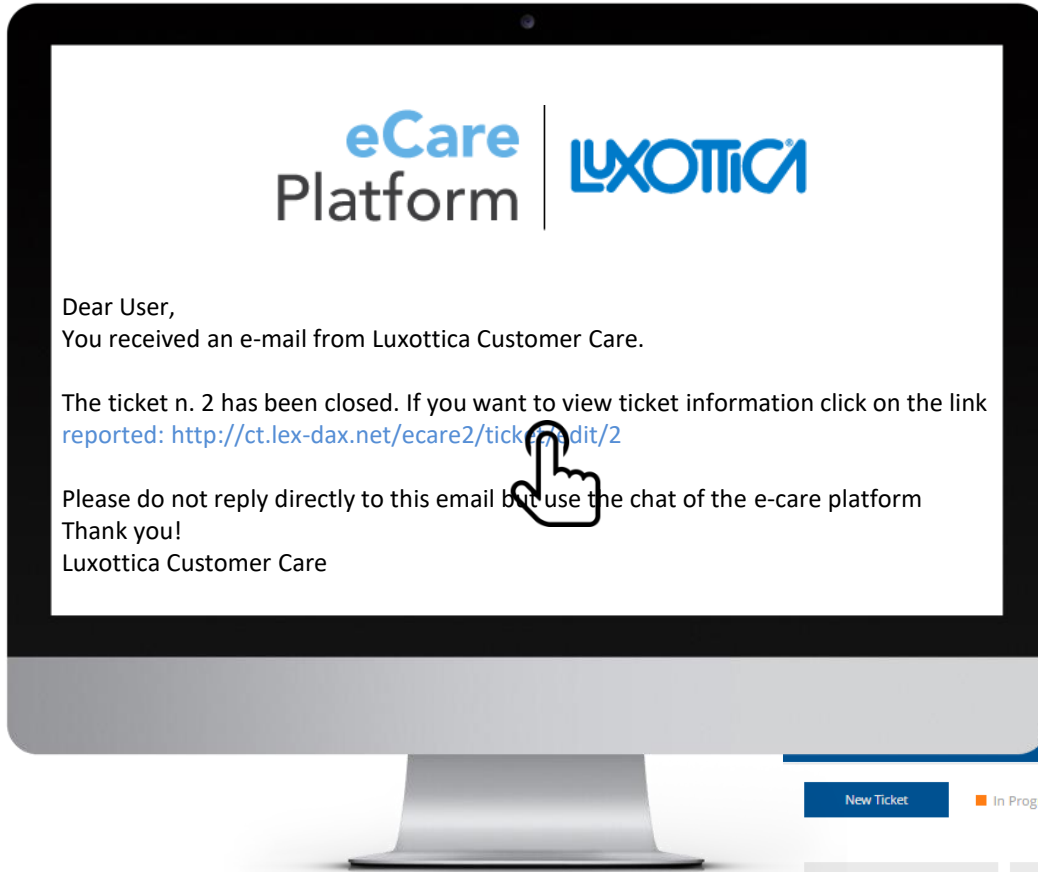 eCare
Platform
LUXOTTICA
Dear User,
You received an e-mail from Luxottica Customer Care.
The ticket n. 2 has been closed. If you want to view ticket information click on the link
reported: http://ct.lex-dax.net/ecare2/ticket/edit/2
Please do not reply directly to this email but use the chat of the e-care platform
Thank you!
Luxottica Customer Care
New Ticket
In Prog